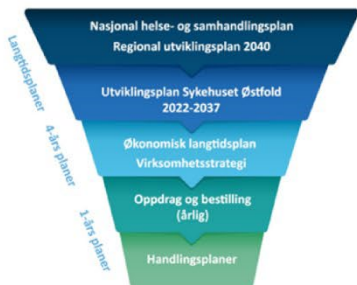 Nasjonal helse- og samhandlingsplan
Regional utviklingsplan 2040
Langtidsplaner
Utviklingsplan Sykehuset Østfold
2022-2037
4-års planer
Økonomisk langtidsplan
Virksomhetsstrategi
Oppdrag og bestilling
(årlig)
1-års planer
Handlingsplaner